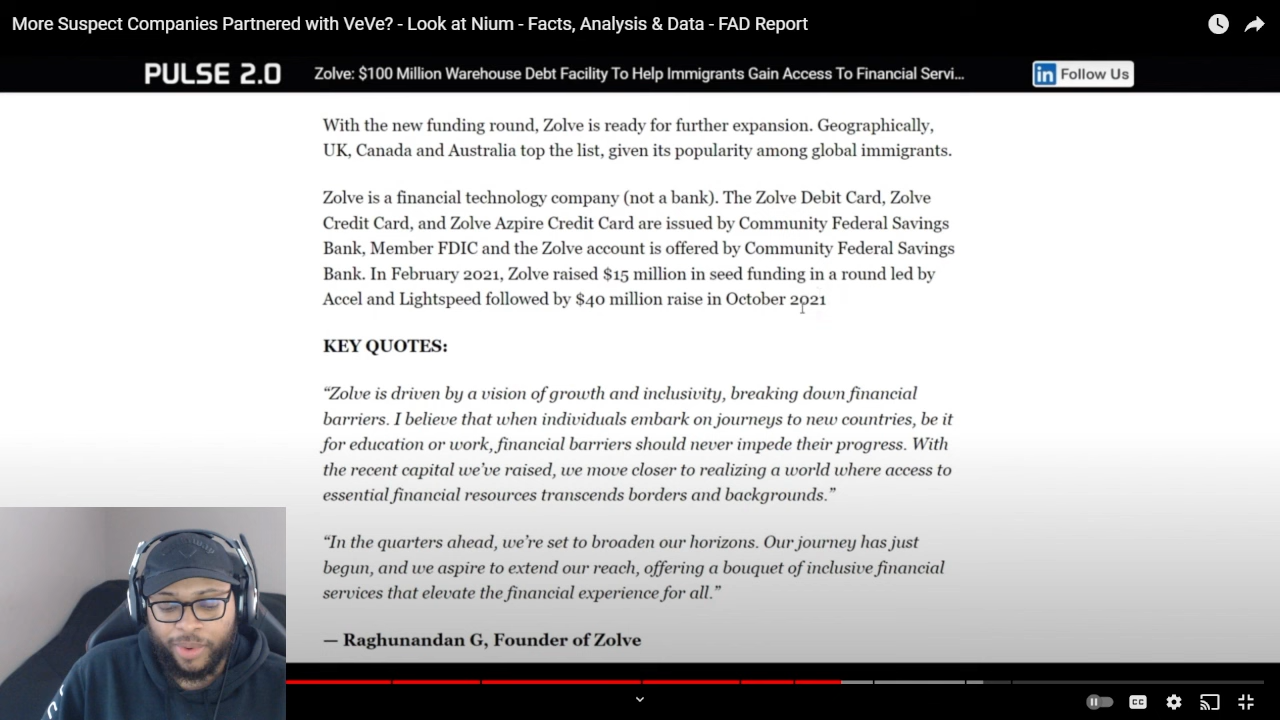 More Suspect Companies Partnered with VeVe? - Look at Nium - Facts, Analysis & Data - FAD Report
PULSE 2.0
Zolve: $100 Million Warehouse Debt Facility To Help Immigrants Gain Access To Financial Servi...
in Follow Us
With the new funding round, Zolve is ready for further expansion. Geographically,
UK, Canada and Australia top the list, given its popularity among global immigrants.
Zolve is a financial technology company (not a bank). The Zolve Debit Card, Zolve
Credit Card, and Zolve Azpire Credit Card are issued by Community Federal Savings
Bank, Member FDIC and the Zolve account is offered by Community Federal Savings
Bank. In February 2021, Zolve raised $15 million in seed funding in a round led by
Accel and Lightspeed followed by $40 million raise in October 2021
KEY QUOTES:
“Zolve is driven by a vision of growth and inclusivity, breaking down financial
barriers. I believe that when individuals embark on journeys to new countries, be it
for education or work, financial barriers should never impede their progress. With
the recent capital we’ve raised, we move closer to realizing a world where access to
essential financial resources transcends borders and backgrounds.”
“In the quarters ahead, we’re set to broaden our horizons. Our journey has just
begun, and we aspire to extend our reach, offering a bouquet of inclusive financial
services that elevate the financial experience for all.”
— Raghunandan G, Founder of Zolve
CC